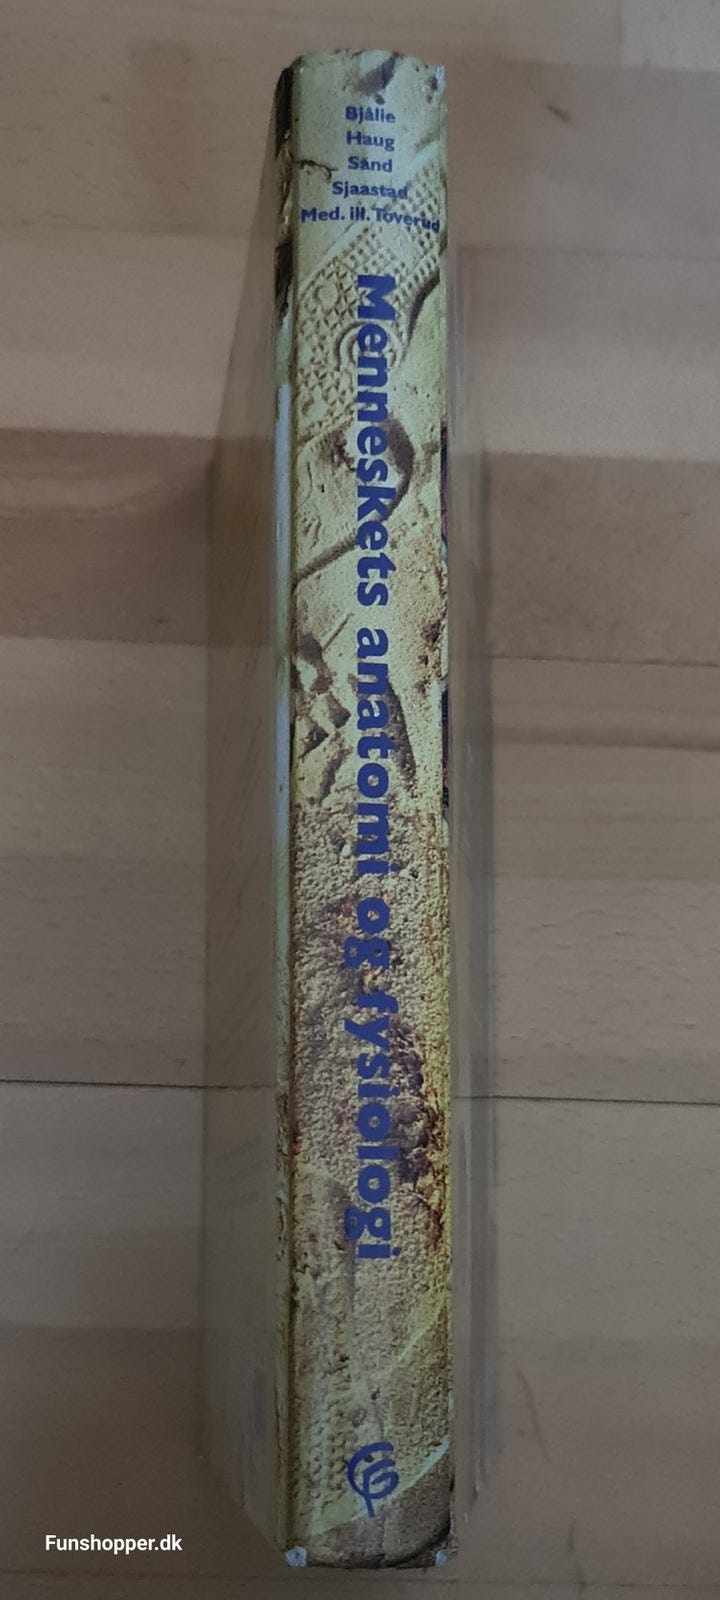 Bjålie
Haug
Sand
Sjaastad
Med. ill. Toverud
Menneskets anatomi og fysiologi
Funshopper.dk